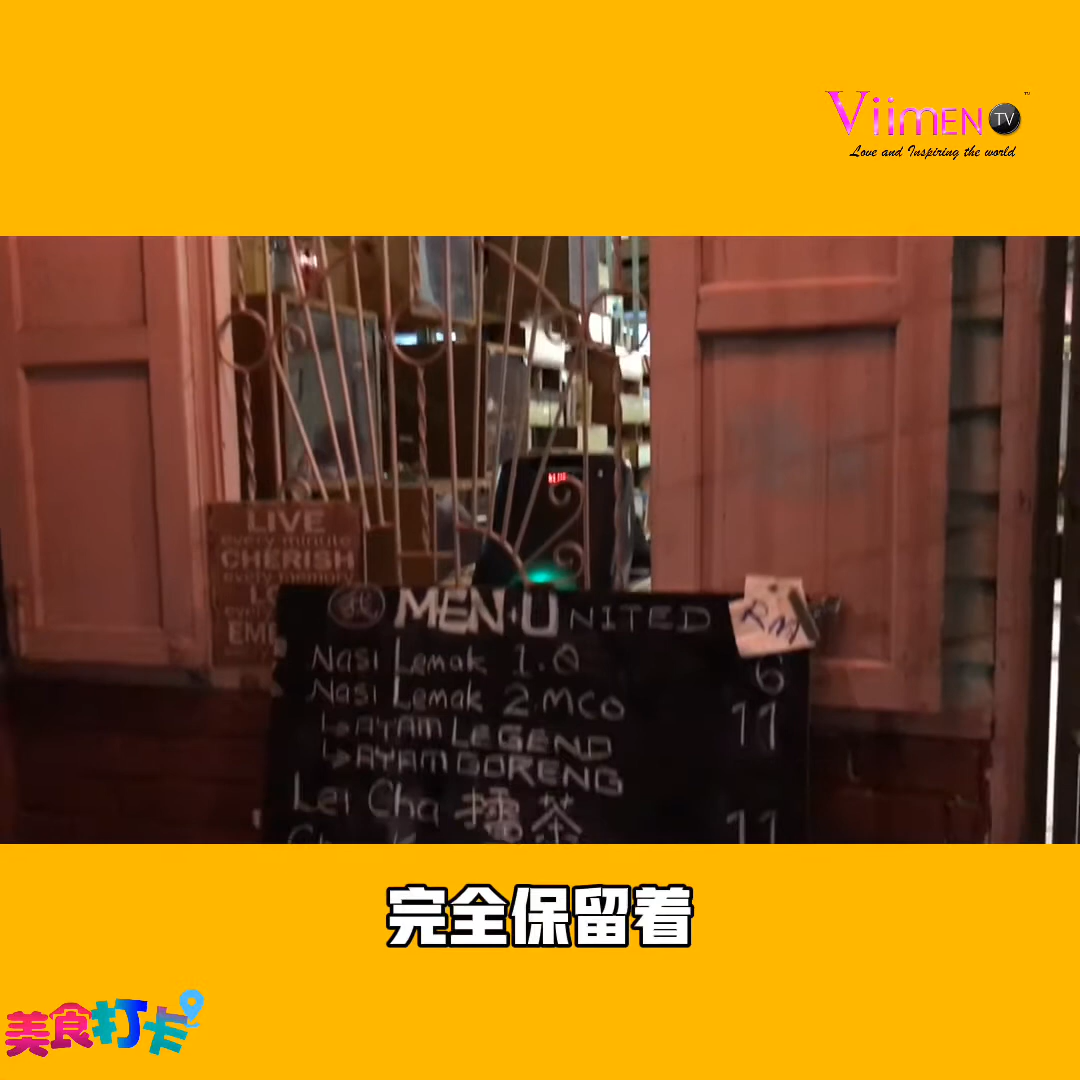 ViimEN TV ™
Love and Inspiring the world
LIVE
every minute
CHERISH
every memory
MEN·UNITED
RM
Nasi Lemak 1.0
6
Nasi Lemak 2.MCO
11
↳AYAM LEGEND
↳AYAM GORENG
Lei Cha 擂茶
11
完全保留着
美食打卡